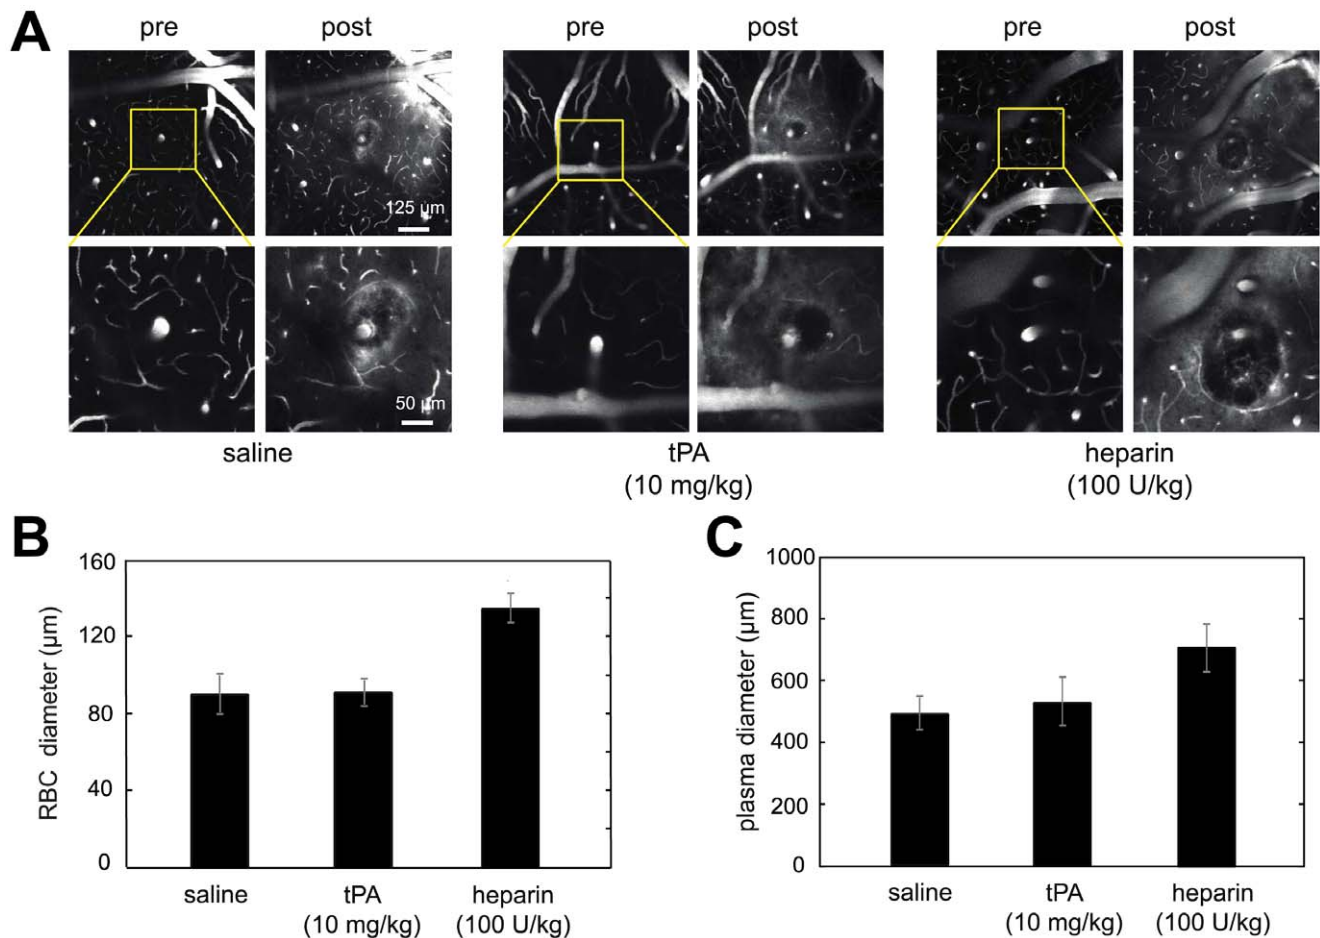 A
pre post pre post pre post
125 µm
50 µm
saline tPA heparin
(10 mg/kg) (100 U/kg)
B
RBC diameter (µm)
160
120
80
40
0
saline tPA heparin
(10 mg/kg) (100 U/kg)
C
plasma diameter (µm)
1000
800
600
400
200
0
saline tPA heparin
(10 mg/kg) (100 U/kg)